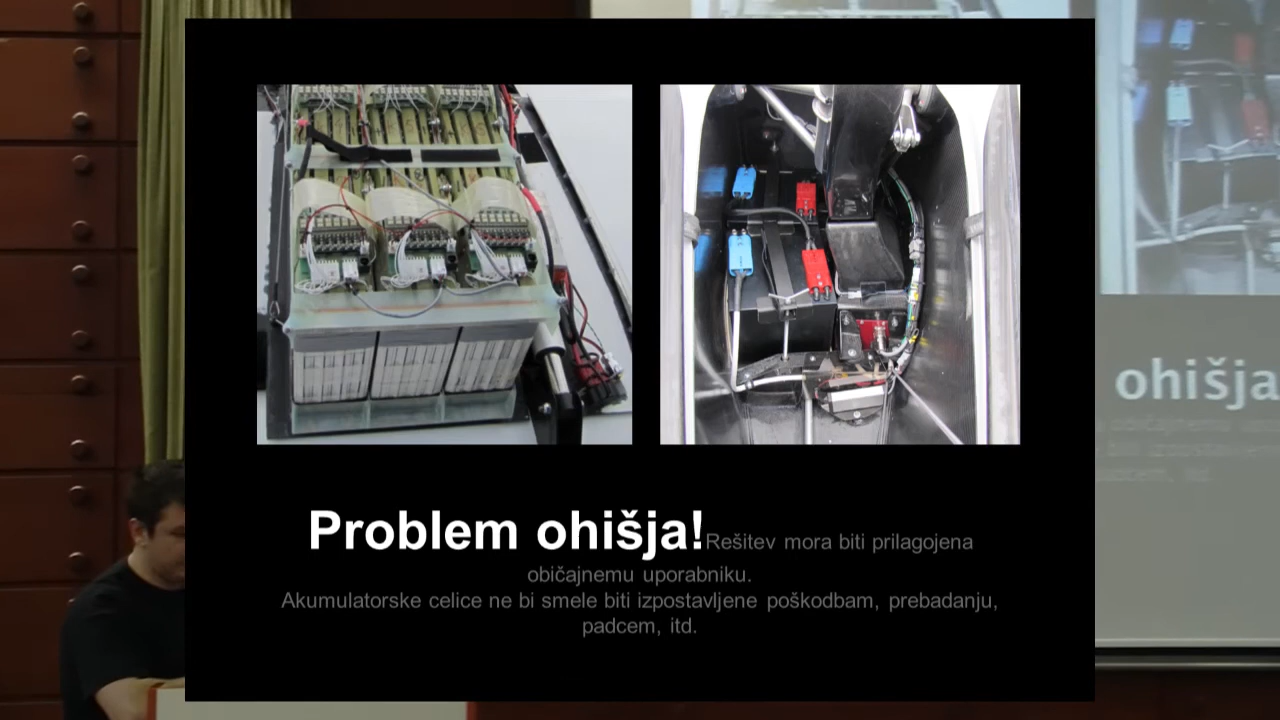 Problem ohišja!Rešitev mora biti prilagojena
običajnemu uporabniku.
Akumulatorske celice ne bi smele biti izpostavljene poškodbam, prebadanju,
padcem, itd.
ohišja